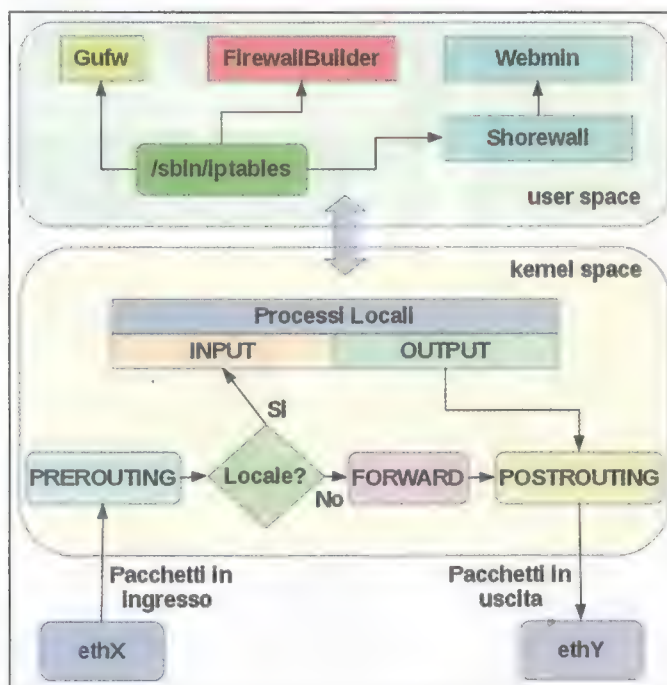 Gufw
FirewallBuilder
Webmin
/sbin/iptables
Shorewall
user space
kernel space
Processi Locali
INPUT
OUTPUT
Si
PREROUTING
Locale?
No
FORWARD
POSTROUTING
Pacchetti in
ingresso
Pacchetti in
uscita
ethX
ethY